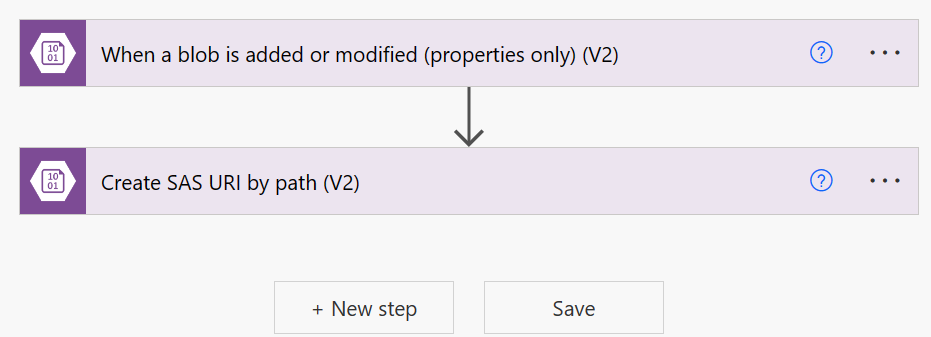 10
01
When a blob is added or modified (properties only) (V2)
?
10
01
Create SAS URI by path (V2)
?
+ New step
Save